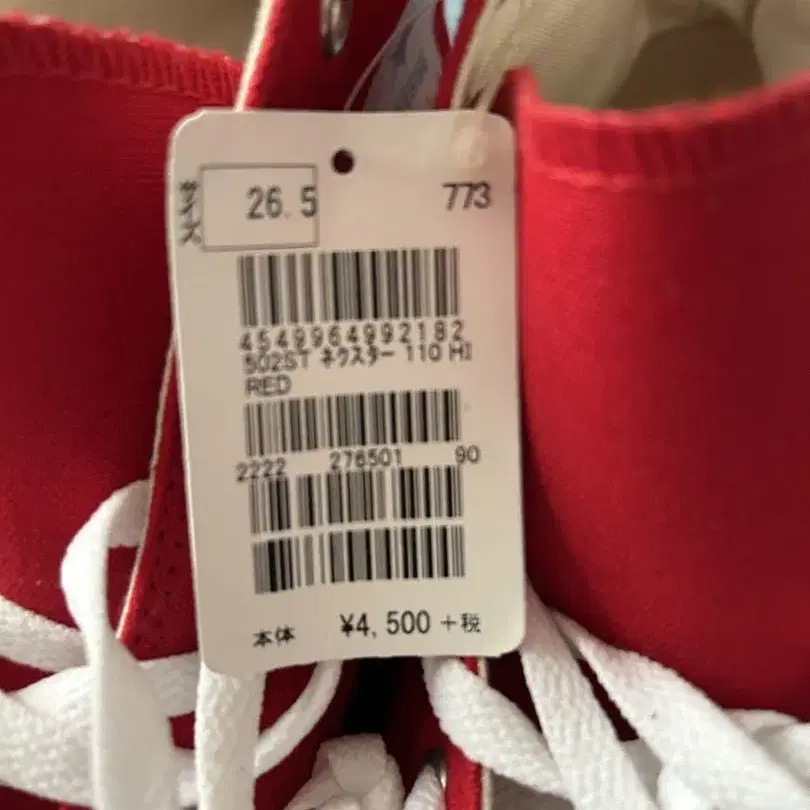 サイズ 26.5 773
4549964992182
502ST ネクスター 110 HI
RED
2222 276501 90
本体 ¥4,500+税